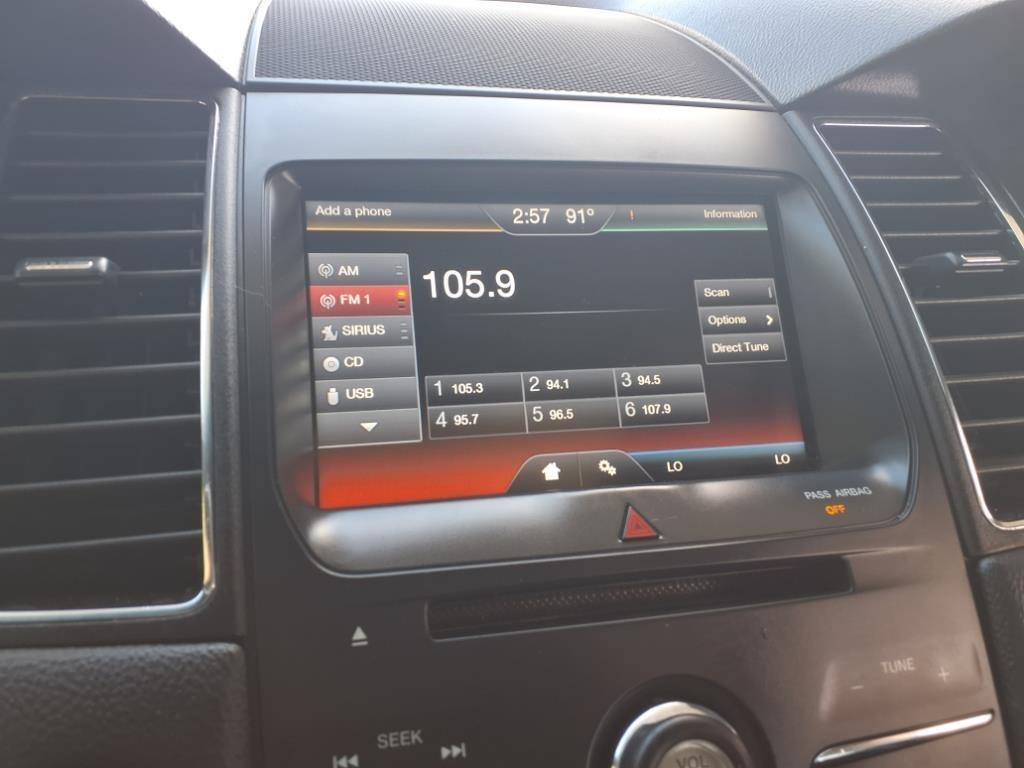 Add a phone 2:57 91° ! Information
AM
FM 1
SIRIUS
CD
USB
105.9
Scan
Options
Direct Tune
1 105.3 2 94.1 3 94.5
4 95.7 5 96.5 6 107.9
LO LO
PASS AIRBAG
OFF
SEEK
VOL
TUNE
− +